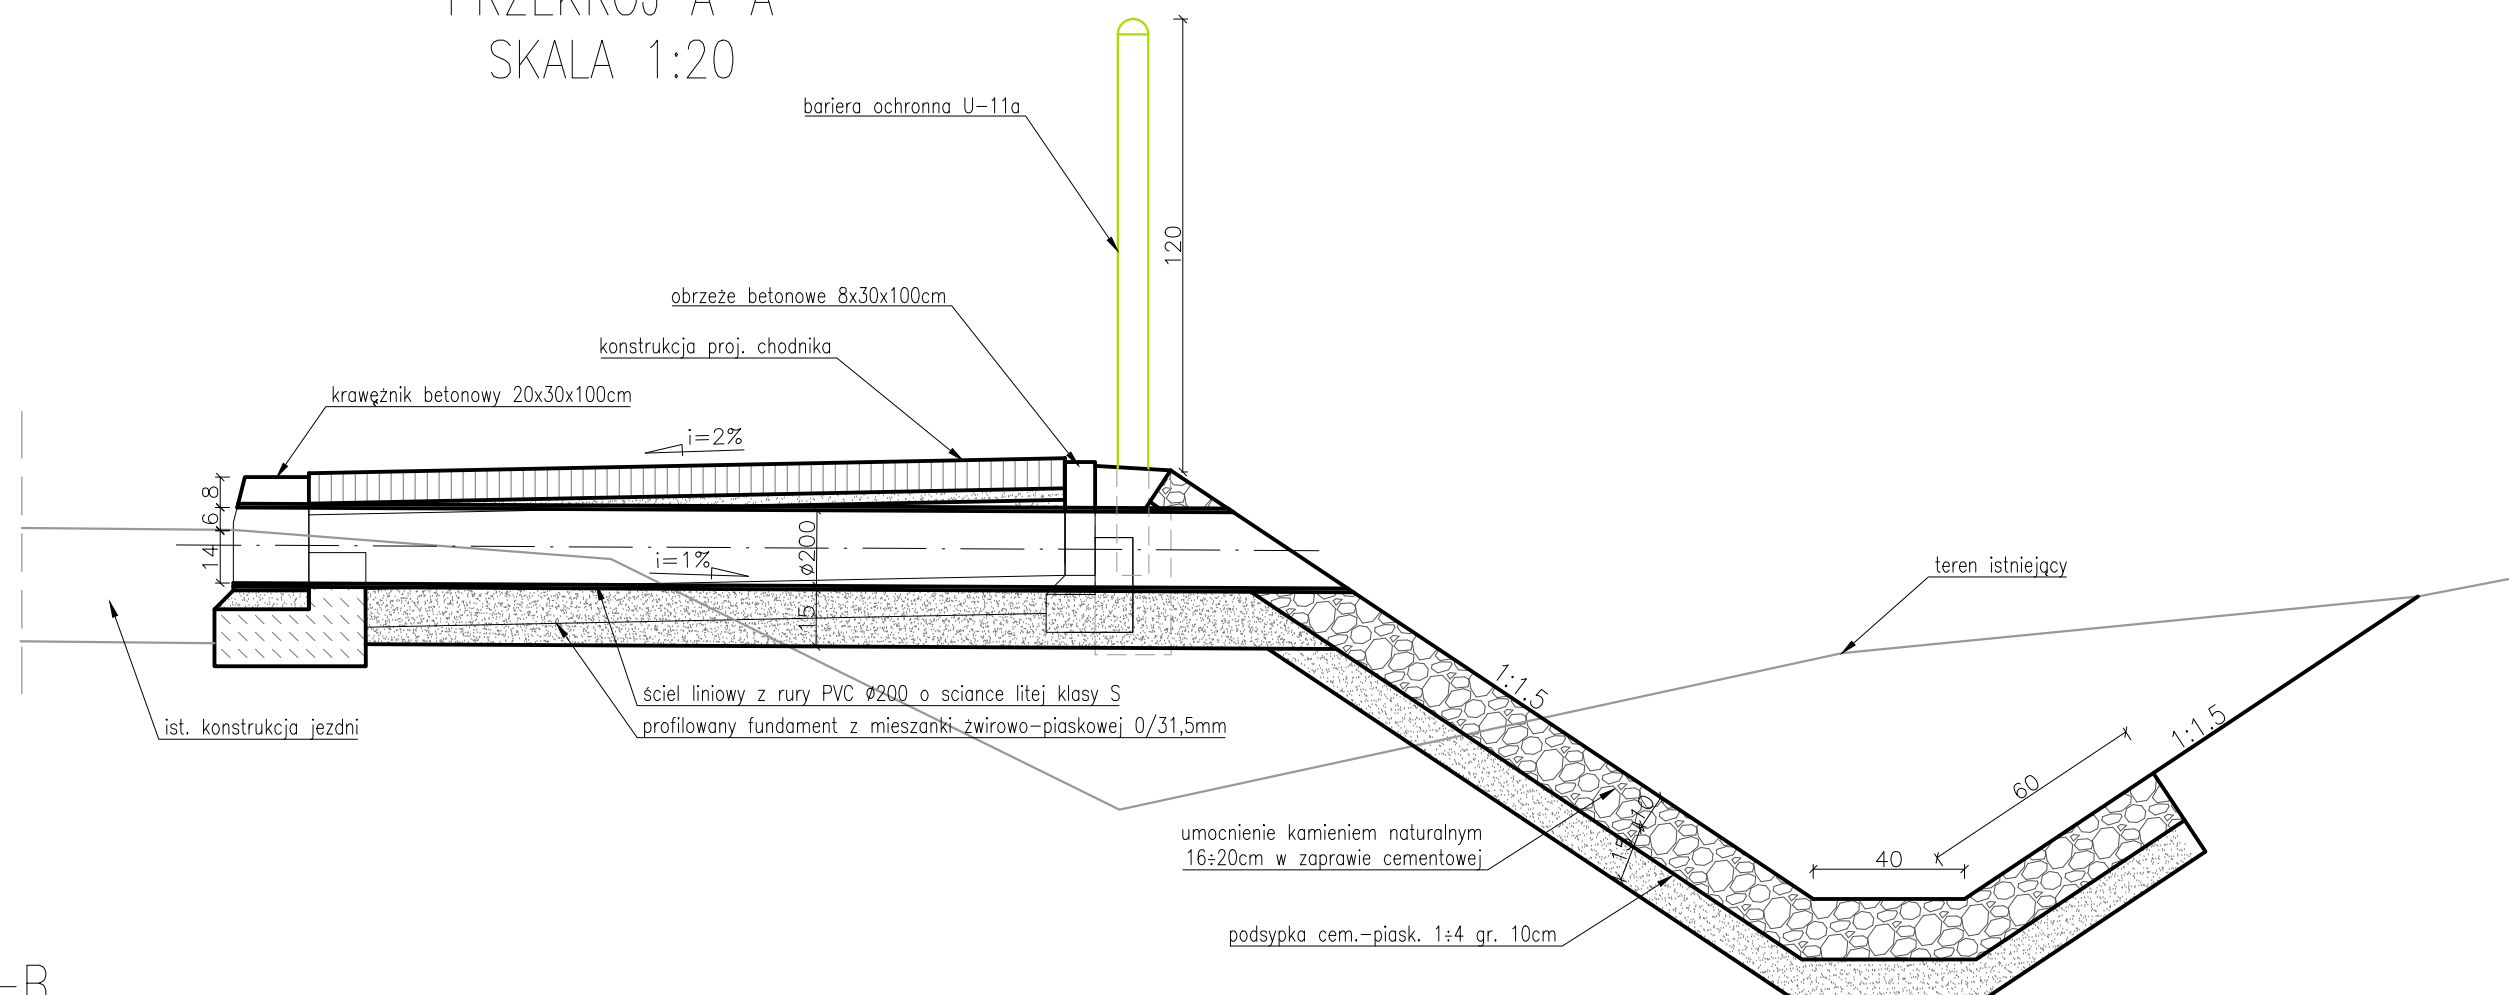 PRZEKRÓJ A-A
SKALA 1:20
bariera ochronna U-11a
120
obrzeże betonowe 8x30x100cm
konstrukcja proj. chodnika
krawężnik betonowy 20x30x100cm
i=2%
8
6
14
ø200
i=1%
15
teren istniejący
ściel liniowy z rury PVC ø200 o sciance litej klasy S
profilowany fundament z mieszanki żwirowo-piaskowej 0/31,5mm
ist. konstrukcja jezdni
1:1.5
1:1.5
60
10
15
umocnienie kamieniem naturalnym
16÷20cm w zaprawie cementowej
40
podsypka cem.-piask. 1÷4 gr. 10cm
-B